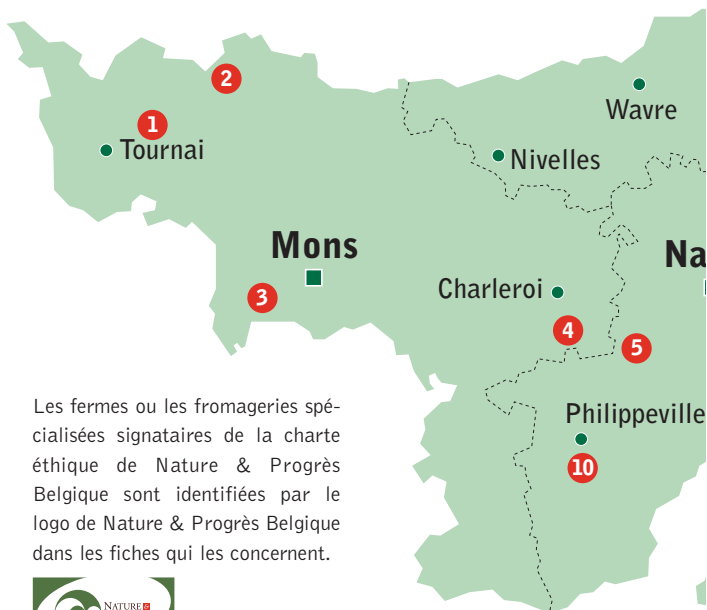 2
Wavre
1
Tournai
Nivelles
Mons
Na
3
Charleroi
4
5
Philippeville
10
Les fermes ou les fromageries spé-
cialisées signataires de la charte
éthique de Nature & Progrès
Belgique sont identifiées par le
logo de Nature & Progrès Belgique
dans les fiches qui les concernent.
NATURE &